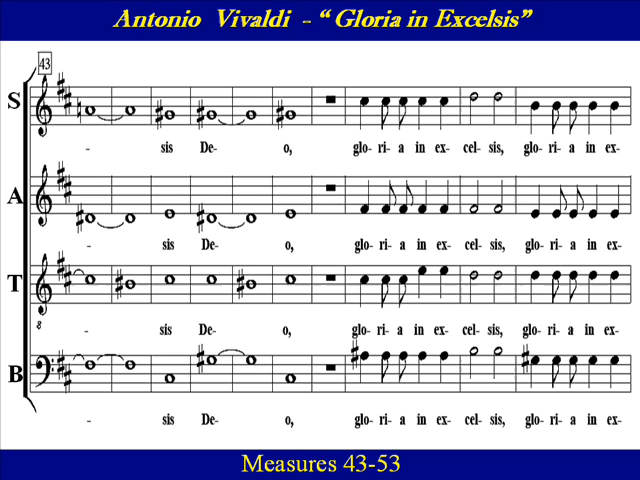 Antonio Vivaldi - “ Gloria in Excelsis”
43
S
- sis De- o, glo- ri- a in ex- cel- sis, glo- ri- a in ex-
A
- sis De- o, glo- ri- a in ex- cel- sis, glo- ri- a in ex-
T
8
- sis De- o, glo- ri- a in ex- cel- sis, glo- ri- a in ex-
B
- sis De- o, glo- ri- a in ex- cel- sis, glo- ri- a in ex-
Measures 43-53